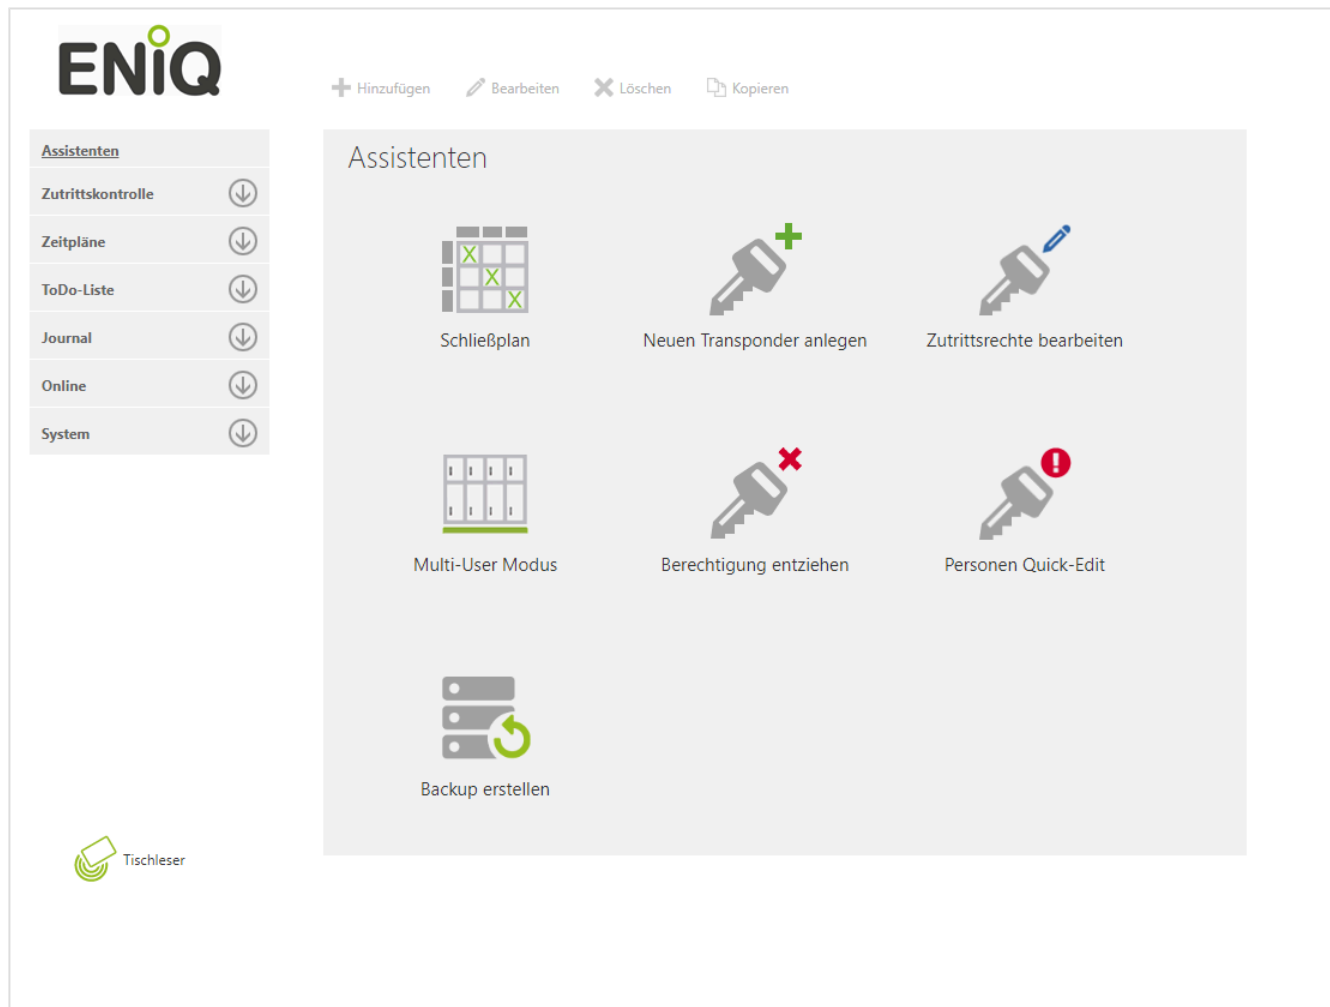 ENiQ
Hinzufügen Bearbeiten Löschen Kopieren
Assistenten
Zutrittskontrolle
Zeitpläne
ToDo-Liste
Journal
Online
System
Tischleser
Assistenten
Schließplan
Neuen Transponder anlegen
Zutrittsrechte bearbeiten
Multi-User Modus
Berechtigung entziehen
Personen Quick-Edit
Backup erstellen